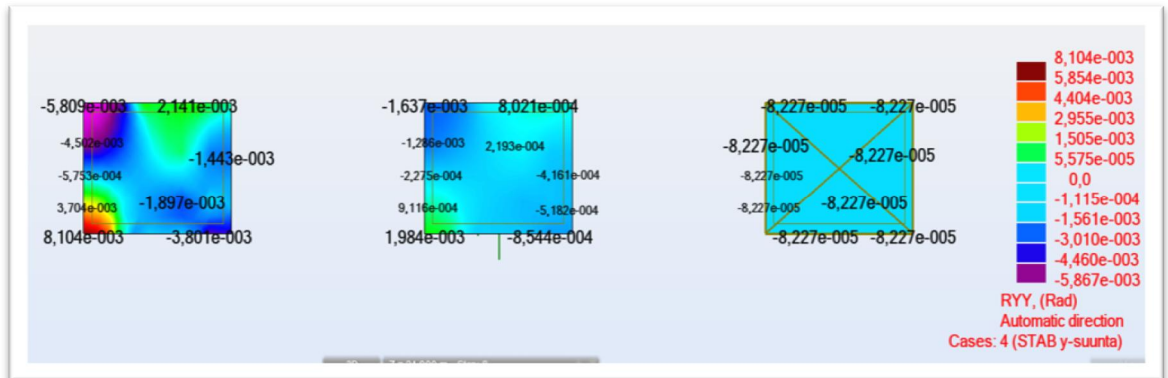 -5,809e-003 2,141e-003
-4,502e-003
-1,443e-003
-5,753e-004
3,704e-003 -1,897e-003
8,104e-003 -3,801e-003
-1,637e-003 8,021e-004
-1,286e-003 2,193e-004
-2,275e-004 -4,161e-004
9,116e-004 -5,182e-004
1,984e-003 -8,544e-004
-8,227e-005 -8,227e-005
-8,227e-005 -8,227e-005
-8,227e-005
-8,227e-005 -8,227e-005
-8,227e-005 -8,227e-005
8,104e-003
5,854e-003
4,404e-003
2,955e-003
1,505e-003
5,575e-005
0,0
-1,115e-004
-1,561e-003
-3,010e-003
-4,460e-003
-5,867e-003
RYY, (Rad)
Automatic direction
Cases: 4 (STAB y-suunta)